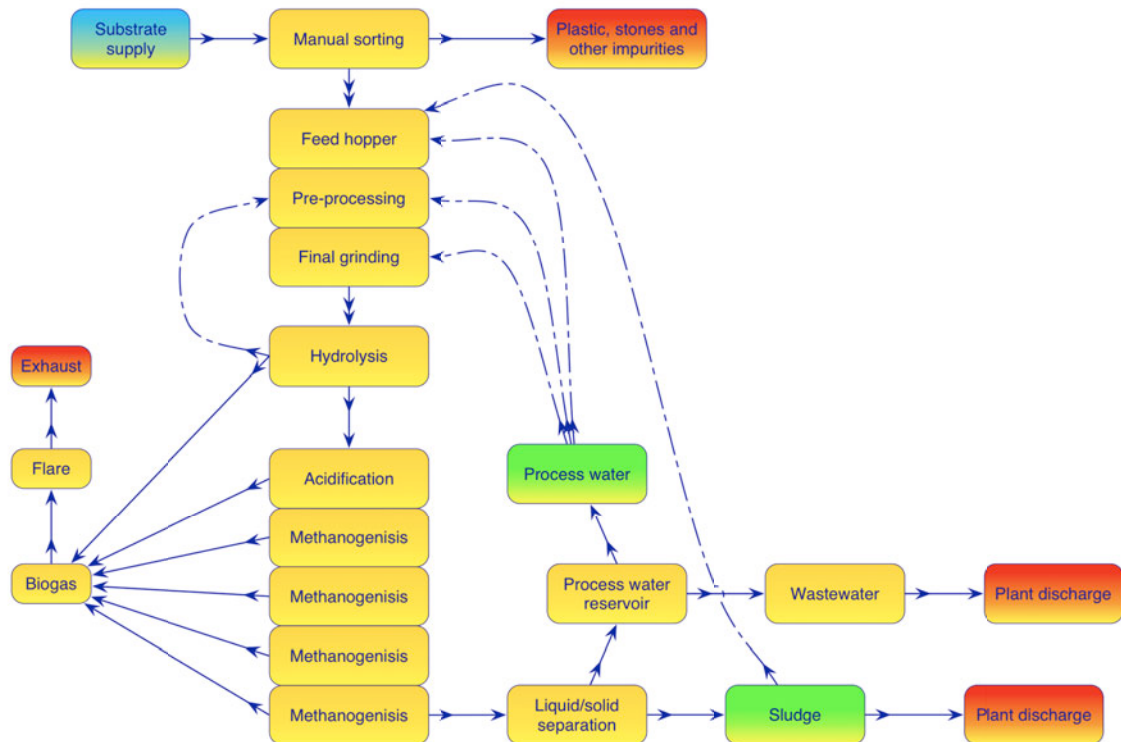 Substrate
supply
Manual sorting
Plastic, stones and
other impurities
Feed hopper
Pre-processing
Final grinding
Hydrolysis
Exhaust
Flare
Acidification
Process water
Methanogenisis
Biogas
Methanogenisis
Process water
reservoir
Wastewater
Plant discharge
Methanogenisis
Methanogenisis
Liquid/solid
separation
Sludge
Plant discharge